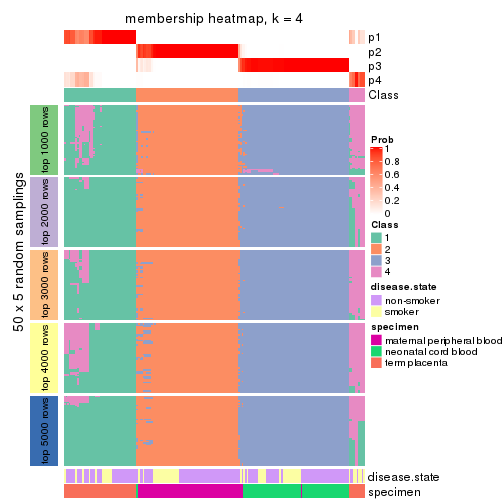 membership heatmap, k = 4
p1
p2
p3
p4
Class
50 x 5 random samplings
top 1000 rows
top 2000 rows
top 3000 rows
top 4000 rows
top 5000 rows
Prob
1
0.8
0.6
0.4
0.2
0
Class
1
2
3
4
disease.state
non-smoker
smoker
specimen
maternal peripheral blood
neonatal cord blood
term placenta
disease.state
specimen